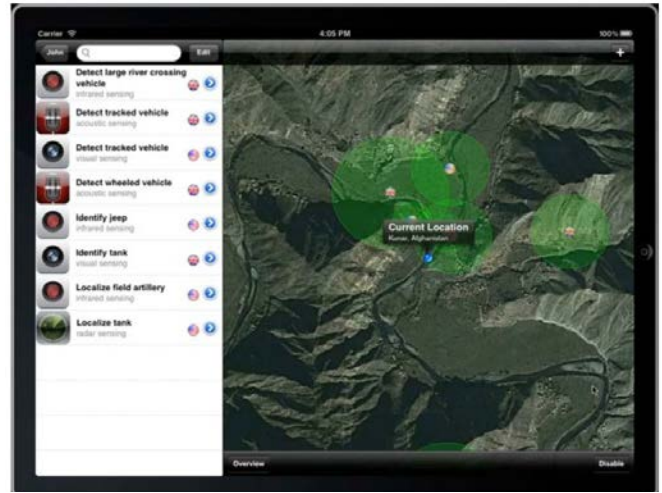 Carrier
4:05 PM
100%
John
Edit
+
Detect large river crossing
vehicle
infrared sensing
Detect tracked vehicle
acoustic sensing
Detect tracked vehicle
visual sensing
Detect wheeled vehicle
acoustic sensing
Identify jeep
infrared sensing
Identify tank
visual sensing
Localize field artillery
infrared sensing
Localize tank
radar sensing
Current Location
Kunar, Afghanistan
Overview
Disable